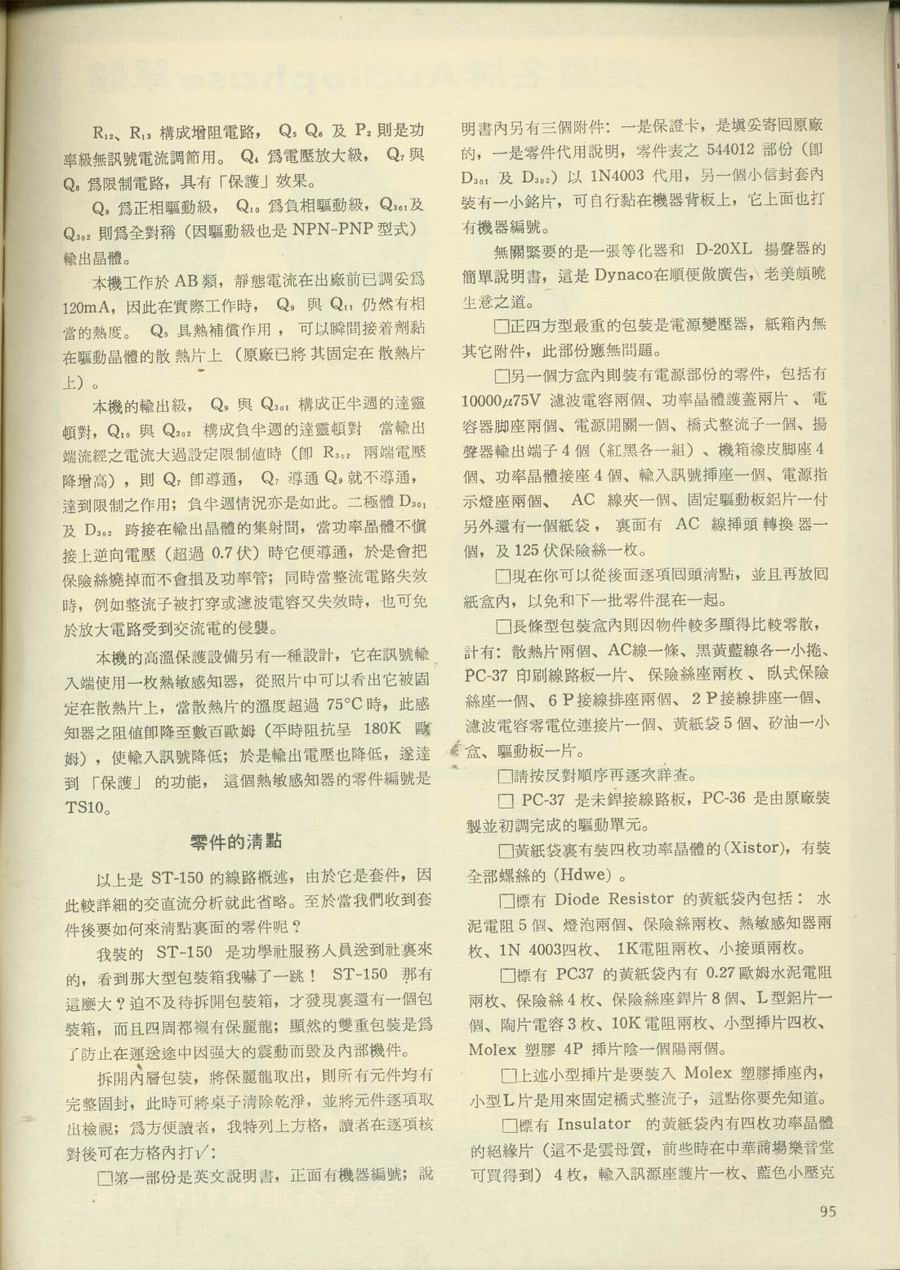 R₁₂、R₁₃ 構成增阻電路， Q₅ Q₆ 及 P₂ 則是功
率級無訊號電流調節用。 Q₄ 爲電壓放大級， Q₇與
Q₈ 爲限制電路，具有「保護」效果。
Q₉ 爲正相驅動級， Q₁₀ 爲負相驅動級，Q₃₀₁及
Q₃₀₂ 則爲全對稱（因驅動級也是 NPN-PNP 型式）
輸出晶體。
本機工作於 AB 類，靜態電流在出廠前已調妥爲
120mA，因此在實際工作時， Q₉ 與 Q₁₁ 仍然有相
當的熱度。 Q₅ 具熱補償作用 ， 可以瞬間接着劑黏
在驅動晶體的散 熱片上 （原廠已將 其固定在 散熱片
上）。
本機的輸出級， Q₉ 與 Q₃₀₁ 構成正半週的達靈
頓對，Q₁₀ 與 Q₃₀₂ 構成負半週的達靈頓對 當輸出
端流經之電流大過設定限制值時（卽 R₃₀₂ 兩端電壓
降增高），則 Q₇ 卽導通， Q₇ 導通 Q₉ 就不導通，
達到限制之作用；負半週情況亦是如此。二極體 D₃₀₁
及 D₃₀₂ 跨接在輸出晶體的集射間，當功率晶體不愼
接上逆向電壓（超過 0.7 伏）時它便導通，於是會把
保險絲燒掉而不會損及功率管；同時當整流電路失效
時，例如整流子被打穿或濾波電容又失效時，也可免
於放大電路受到交流電的侵襲。
本機的高溫保護設備另有一種設計，它在訊號輸
入端使用一枚熱敏感知器，從照片中可以看出它被固
定在散熱片上，當散熱片的溫度超過 75°C 時，此感
知器之阻値卽降至數百歐姆（平時阻抗呈 180K 歐
姆），使輸入訊號降低；於是輸出電壓也降低，遂達
到 「保護」 的功能， 這個熱敏感知器的零件編號是
TS10。
零件的淸點
以上是 ST-150 的線路槪述，由於它是套件，因
此較詳細的交直流分析就此省略。至於當我們收到套
件後要如何來淸點裏面的零件呢？
我裝的 ST-150 是功學社服務人員送到社裏來
的，看到那大型包裝箱我嚇了一跳！ ST-150 那有
這麽大？迫不及待拆開包裝箱，才發現裏還有一個包
裝箱，而且四周都襯有保麗龍；顯然的雙重包裝是爲
了防止在運送途中因强大的震動而毀及內部機件。
拆開內層包裝，將保麗龍取出，則所有元件均有
完整固封，此時可將桌子淸除乾淨，並將元件逐項取
出檢視；爲方便讀者，我特列上方格，讀者在逐項核
對後可在方格內打√：
□第一部份是英文說明書，正面有機器編號；說
明書內另有三個附件：一是保證卡，是塡妥寄囘原廠
的，一是零件代用說明，零件表之 544012 部份（卽
D₃₀₁ 及 D₃₀₂）以 1N4003 代用，另一個小信封套內
裝有一小銘片，可自行黏在機器背板上，它上面也打
有機器編號。
無關緊要的是一張等化器和 D-20XL 揚聲器的
簡單說明書，這是 Dynaco在順便做廣告，老美頗曉
生意之道。
□正四方型最重的包裝是電源變壓器，紙箱內無
其它附件，此部份應無問題。
□另一個方盒內則裝有電源部份的零件，包括有
10000μ75V 濾波電容兩個、功率晶體護蓋兩片、 電
容器脚座兩個、電源開關一個、橋式整流子一個、揚
聲器輸出端子 4 個（紅黑各一組）、機箱橡皮脚座 4
個、功率晶體接座 4 個、輸入訊號揷座一個、電源指
示燈座兩個、 AC 線夾一個、固定驅動板鋁片一付
另外還有一個紙袋 ， 裏面有 AC 線揷頭 轉換 器一
個，及 125 伏保險絲一枚。
□現在你可以從後面逐項囘頭淸點，並且再放囘
紙盒內，以免和下一批零件混在一起。
□長條型包裝盒內則因物件較多顯得比較零散，
計有：散熱片兩個、AC線一條、黑黃藍線各一小捲、
PC-37 印刷線路板一片、 保險絲座兩枚 、 臥式保險
絲座一個、 6 P接線排座兩個、 2 P接線排座一個、
濾波電容零電位連接片一個、黃紙袋 5 個、矽油一小
盒、驅動板一片。
□請按反對順序再逐次詳查。
□ PC-37 是未銲接線路板，PC-36 是由原廠裝
製並初調完成的驅動單元。
□黃紙袋裏有裝四枚功率晶體的 (Xistor)，有裝
全部螺絲的 (Hdwe) 。
□標有 Diode Resistor 的黃紙袋內包括： 水
泥電阻 5 個、燈泡兩個、保險絲兩枚、熱敏感知器兩
枚、1N 4003四枚、 1K電阻兩枚、小接頭兩枚。
□標有 PC37 的黃紙袋內有 0.27 歐姆水泥電阻
兩枚、保險絲 4 枚、保險絲座銲片 8 個、L 型鋁片一
個、陶片電容 3 枚、10K 電阻兩枚、小型揷片四枚、
Molex 塑膠 4P 揷片陰一個陽兩個。
□上述小型揷片是要裝入 Molex 塑膠揷座內，
小型L片是用來固定橋式整流子，這點你要先知道。
□標有 Insulator 的黃紙袋內有四枚功率晶體
的絕緣片（這不是雲母質，前些時在中華商場樂音堂
可買得到） 4 枚，輸入訊源座護片一枚、藍色小壓克
95